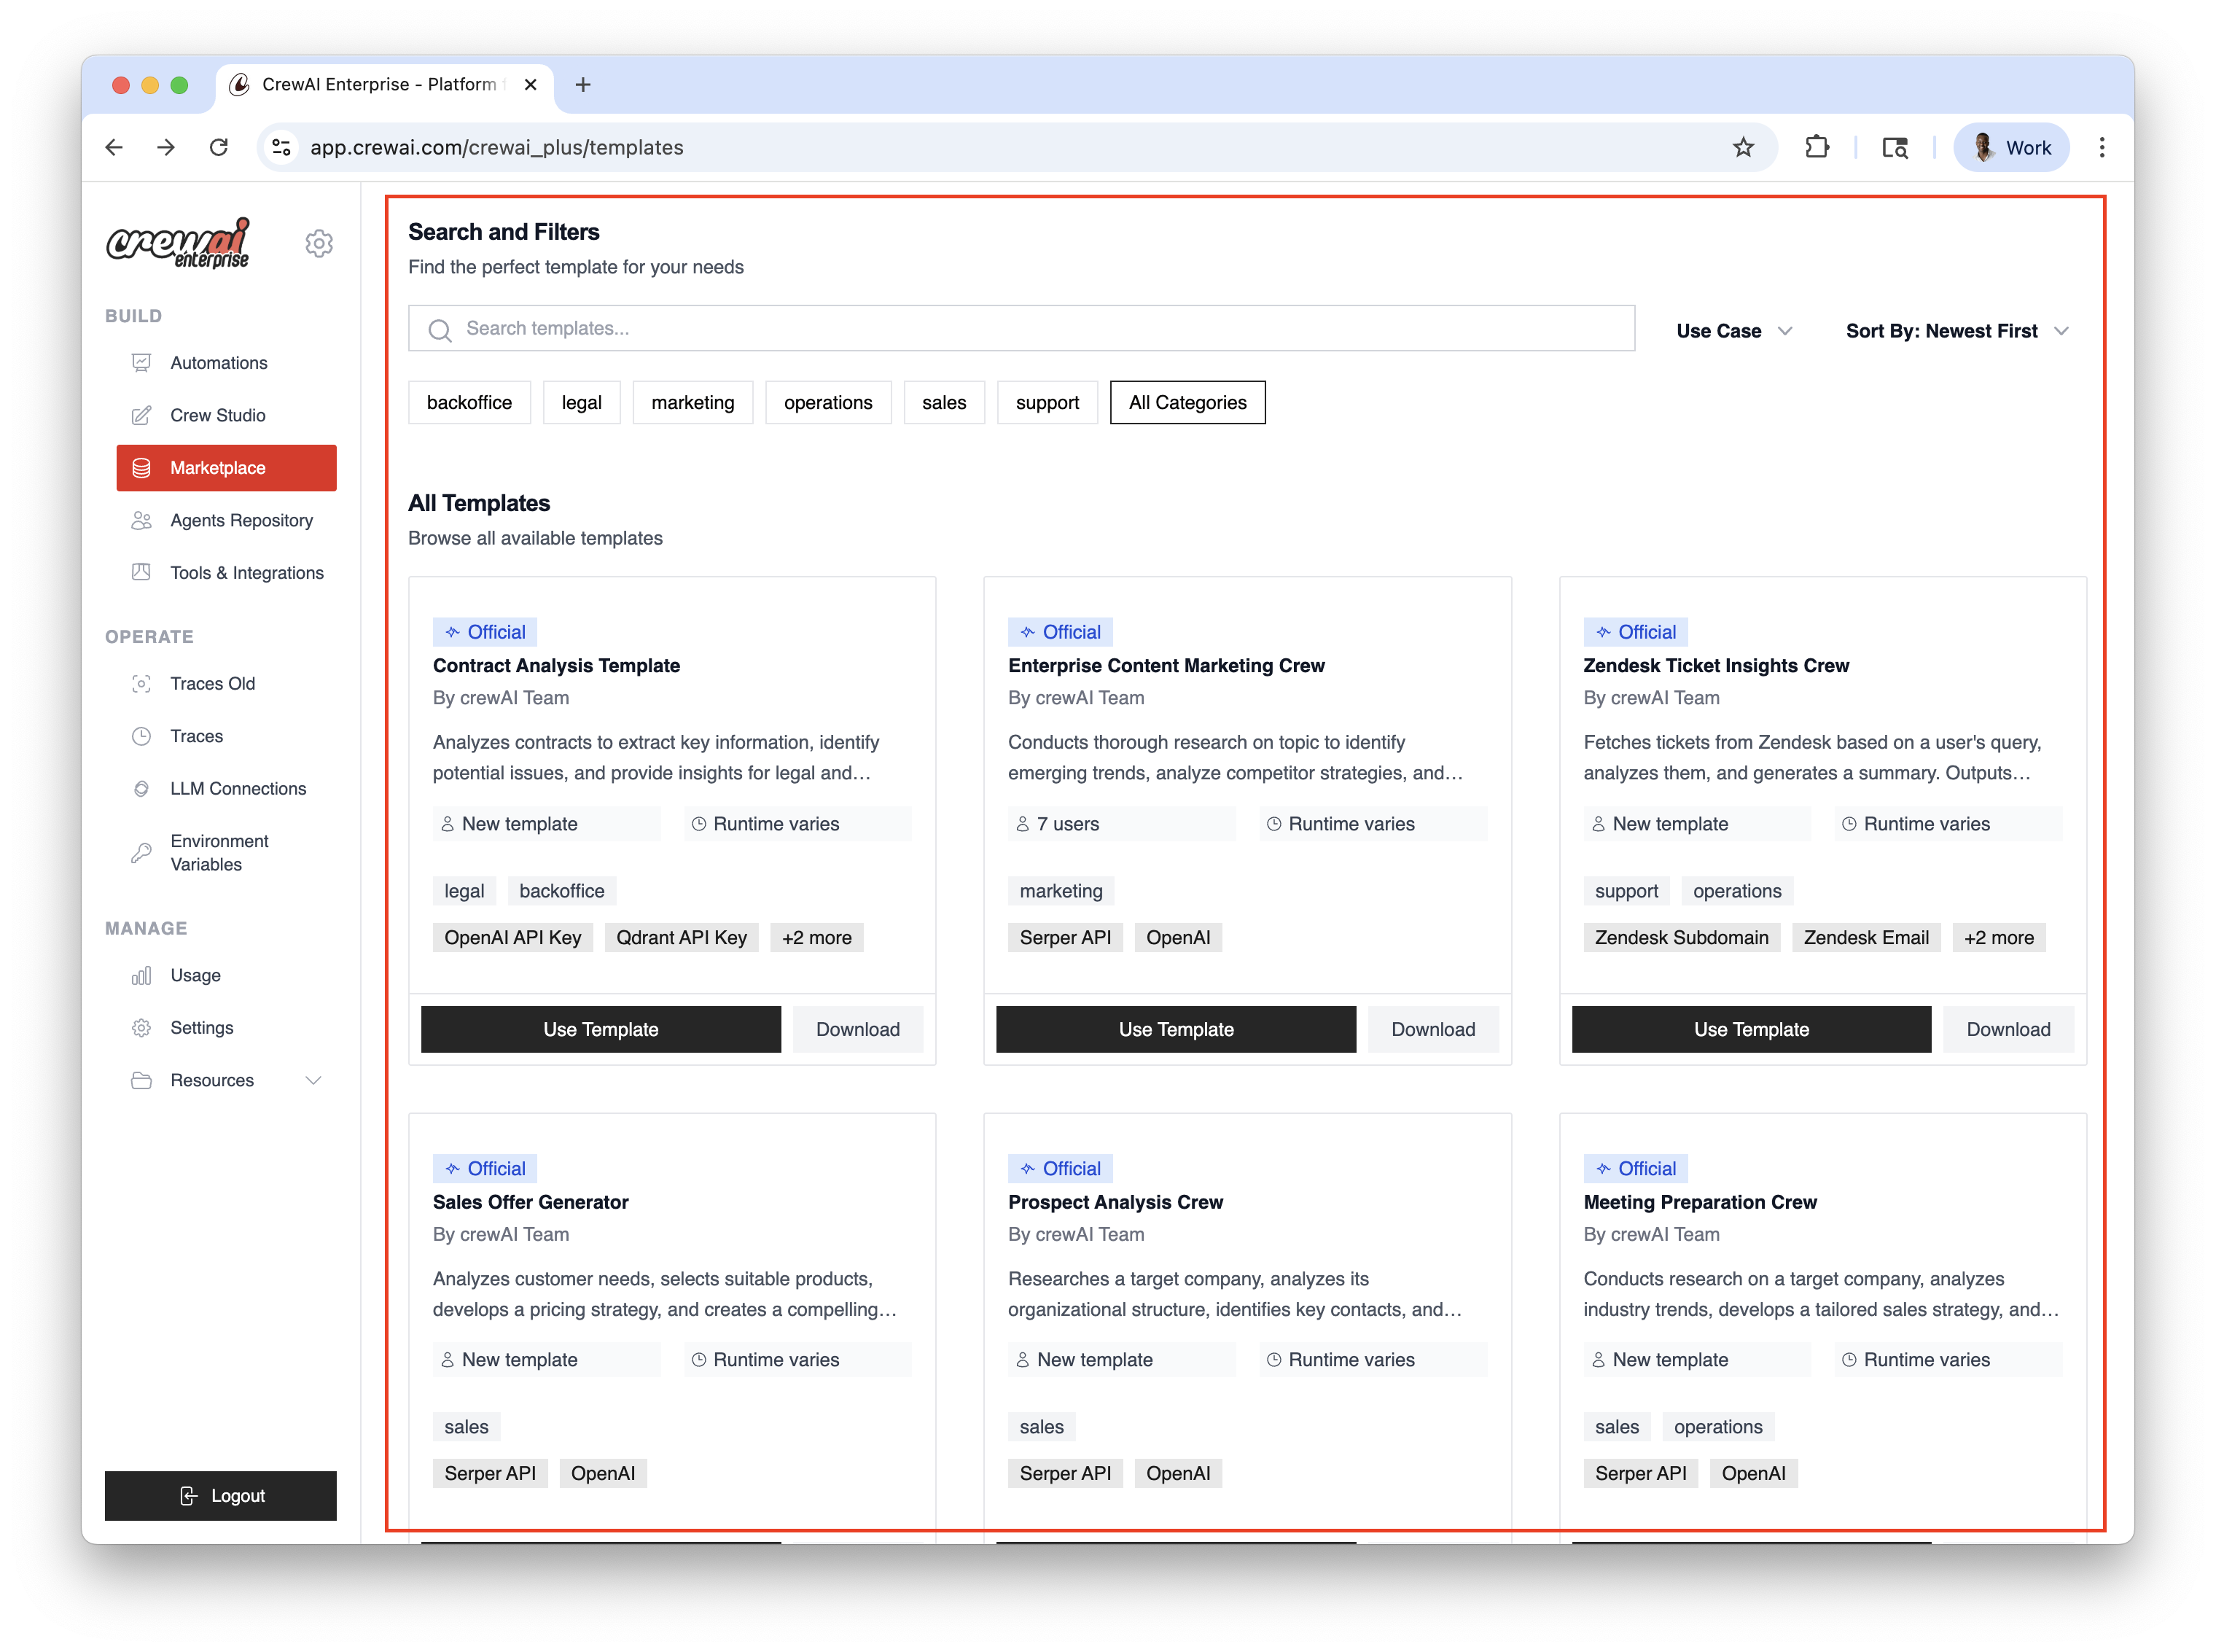 CrewAI Enterprise - Platform
app.crewai.com/crewai_plus/templates
Work
crewai
enterprise
BUILD
Automations
Crew Studio
Marketplace
Agents Repository
Tools & Integrations
OPERATE
Traces Old
Traces
LLM Connections
Environment
Variables
MANAGE
Usage
Settings
Resources
Logout
Search and Filters
Find the perfect template for your needs
Search templates...
Use Case
Sort By: Newest First
backoffice
legal
marketing
operations
sales
support
All Categories
All Templates
Browse all available templates
Official
Contract Analysis Template
By crewAI Team
Analyzes contracts to extract key information, identify
potential issues, and provide insights for legal and…
New template
Runtime varies
legal
backoffice
OpenAI API Key
Qdrant API Key
+2 more
Use Template
Download
Official
Enterprise Content Marketing Crew
By crewAI Team
Conducts thorough research on topic to identify
emerging trends, analyze competitor strategies, and…
7 users
Runtime varies
marketing
Serper API
OpenAI
Use Template
Download
Official
Zendesk Ticket Insights Crew
By crewAI Team
Fetches tickets from Zendesk based on a user's query,
analyzes them, and generates a summary. Outputs…
New template
Runtime varies
support
operations
Zendesk Subdomain
Zendesk Email
+2 more
Use Template
Download
Official
Sales Offer Generator
By crewAI Team
Analyzes customer needs, selects suitable products,
develops a pricing strategy, and creates a compelling…
New template
Runtime varies
sales
Serper API
OpenAI
Official
Prospect Analysis Crew
By crewAI Team
Researches a target company, analyzes its
organizational structure, identifies key contacts, and…
New template
Runtime varies
sales
Serper API
OpenAI
Official
Meeting Preparation Crew
By crewAI Team
Conducts research on a target company, analyzes
industry trends, develops a tailored sales strategy, and…
New template
Runtime varies
sales
operations
Serper API
OpenAI